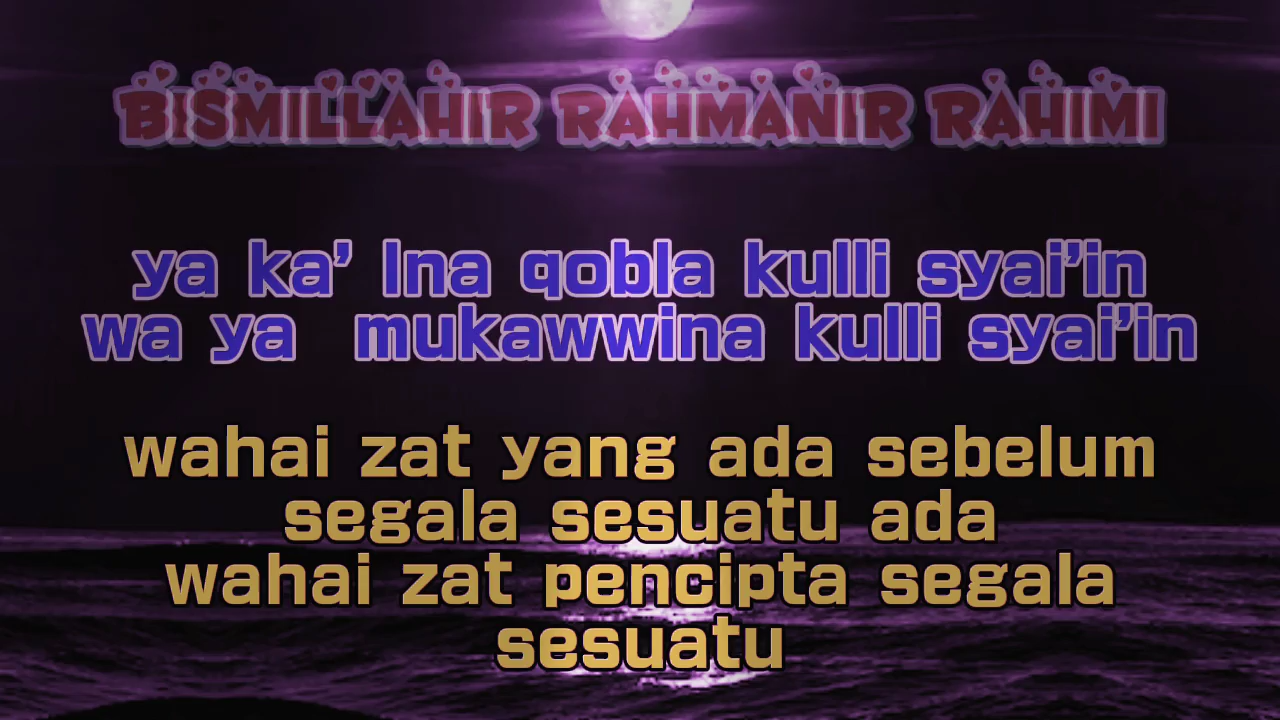 BISMILLAHIR RAHMANIR RAHIMI
ya ka' Ina qobla kulli syai'in
wa ya mukawwina kulli syai'in
wahai zat yang ada sebelum
segala sesuatu ada
wahai zat pencipta segala
sesuatu